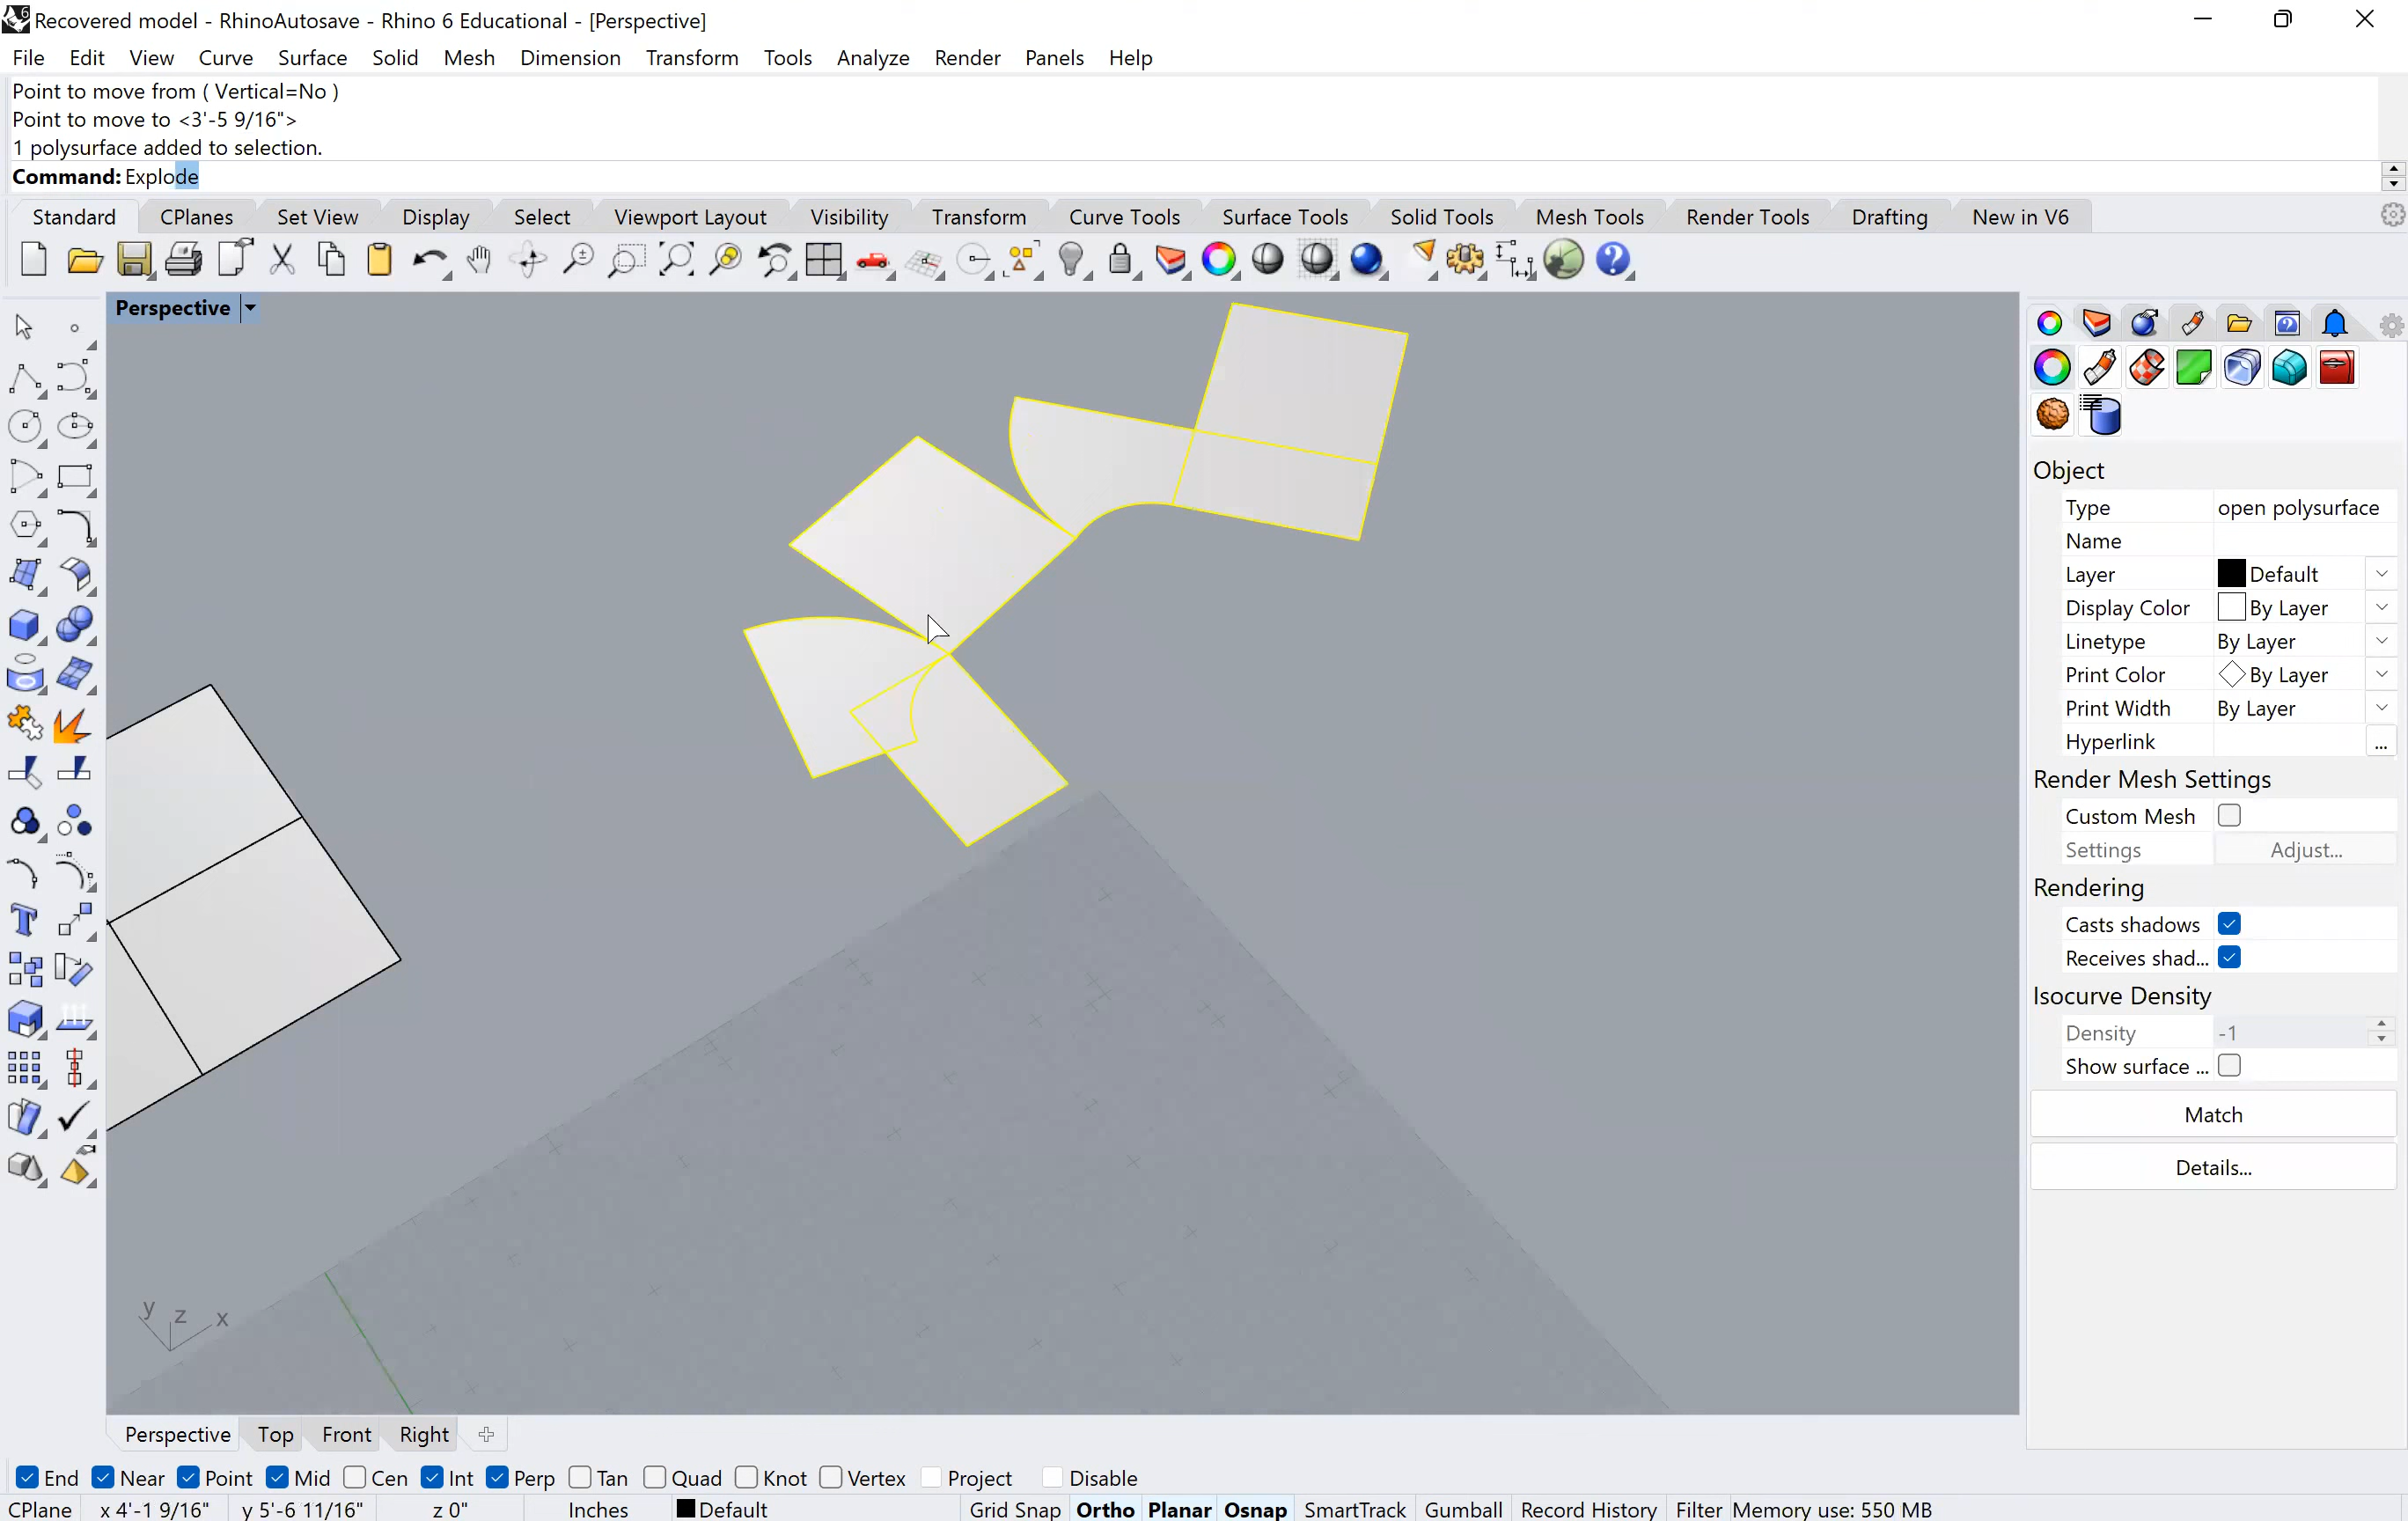 Recovered model - RhinoAutosave - Rhino 6 Educational - [Perspective]
File Edit View Curve Surface Solid Mesh Dimension Transform Tools Analyze Render Panels Help
Point to move from ( Vertical=No )
Point to move to <3'-5 9/16">
1 polysurface added to selection.
Command: Explode
Standard CPlanes Set View Display Select Viewport Layout Visibility Transform Curve Tools Surface Tools Solid Tools Mesh Tools Render Tools Drafting New in V6
Perspective
Object
Type open polysurface
Name
Layer Default
Display Color By Layer
Linetype By Layer
Print Color By Layer
Print Width By Layer
Hyperlink ...
Render Mesh Settings
Custom Mesh
Settings Adjust...
Rendering
Casts shadows
Receives shad...
Isocurve Density
Density -1
Show surface ...
Match
Details...
y z x
Perspective Top Front Right
End Near Point Mid Cen Int Perp Tan Quad Knot Vertex Project Disable
CPlane x 4'-1 9/16" y 5'-6 11/16" z 0" Inches Default Grid Snap Ortho Planar Osnap SmartTrack Gumball Record History Filter Memory use: 550 MB